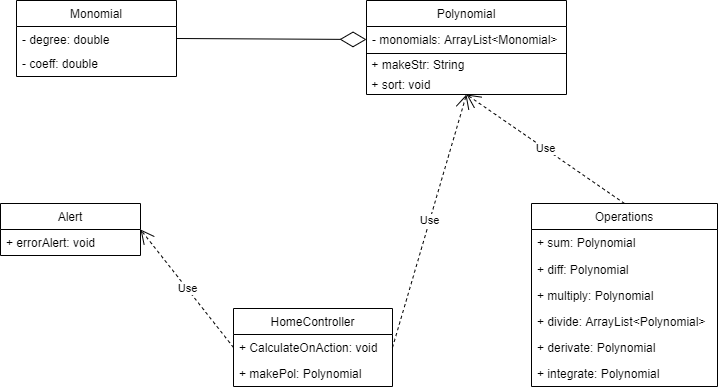 Monomial
- degree: double
- coeff: double
Polynomial
- monomials: ArrayList<Monomial>
+ makeStr: String
+ sort: void
Use
Use
Alert
+ errorAlert: void
Use
HomeController
+ CalculateOnAction: void
+ makePol: Polynomial
Operations
+ sum: Polynomial
+ diff: Polynomial
+ multiply: Polynomial
+ divide: ArrayList<Polynomial>
+ derivate: Polynomial
+ integrate: Polynomial